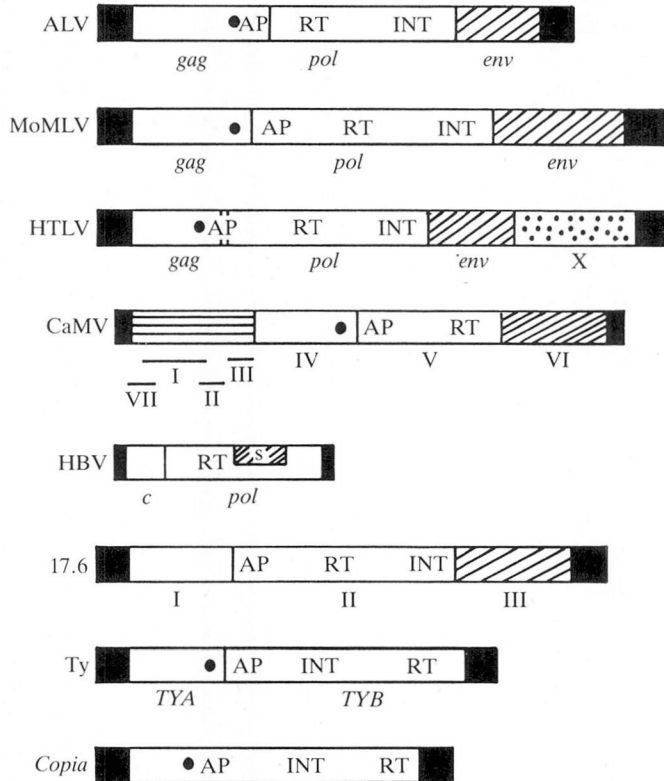 ALV AP RT INT
gag pol env
MoMLV AP RT INT
gag pol env
HTLV AP RT INT
gag pol env X
CaMV AP RT
I III IV V VI
VII II
HBV RT s
c pol
17.6 AP RT INT
I II III
Ty AP INT RT
TYA TYB
Copia AP INT RT